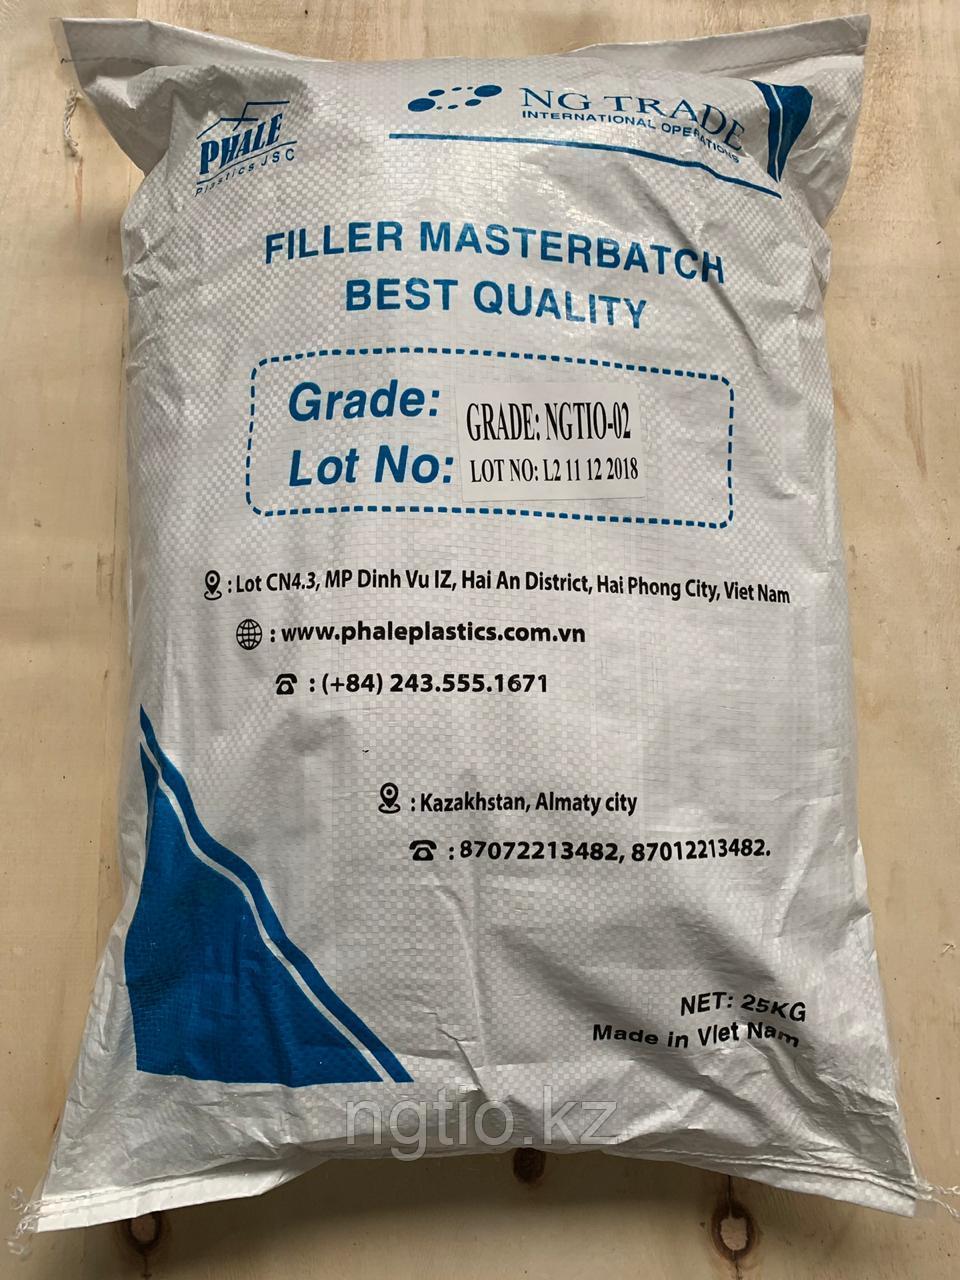 PHALE
Plastics JSC
NG TRADE
INTERNATIONAL OPERATIONS
FILLER MASTERBATCH
BEST QUALITY
Grade: GRADE: NGTIO-02
Lot No: LOT NO: L2 11 12 2018
: Lot CN4.3, MP Dinh Vu IZ, Hai An District, Hai Phong City, Viet Nam
: www.phaleplastics.com.vn
: (+84) 243.555.1671
: Kazakhstan, Almaty city
: 87072213482, 87012213482.
NET: 25KG
Made in Viet Nam
ngtio.kz